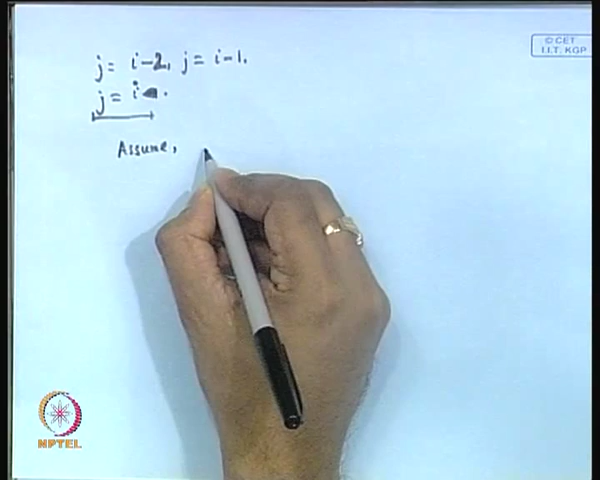 j = i-2, j = i-1.
© CET
I.I.T. KGP
j = i .
Assume,
NPTEL